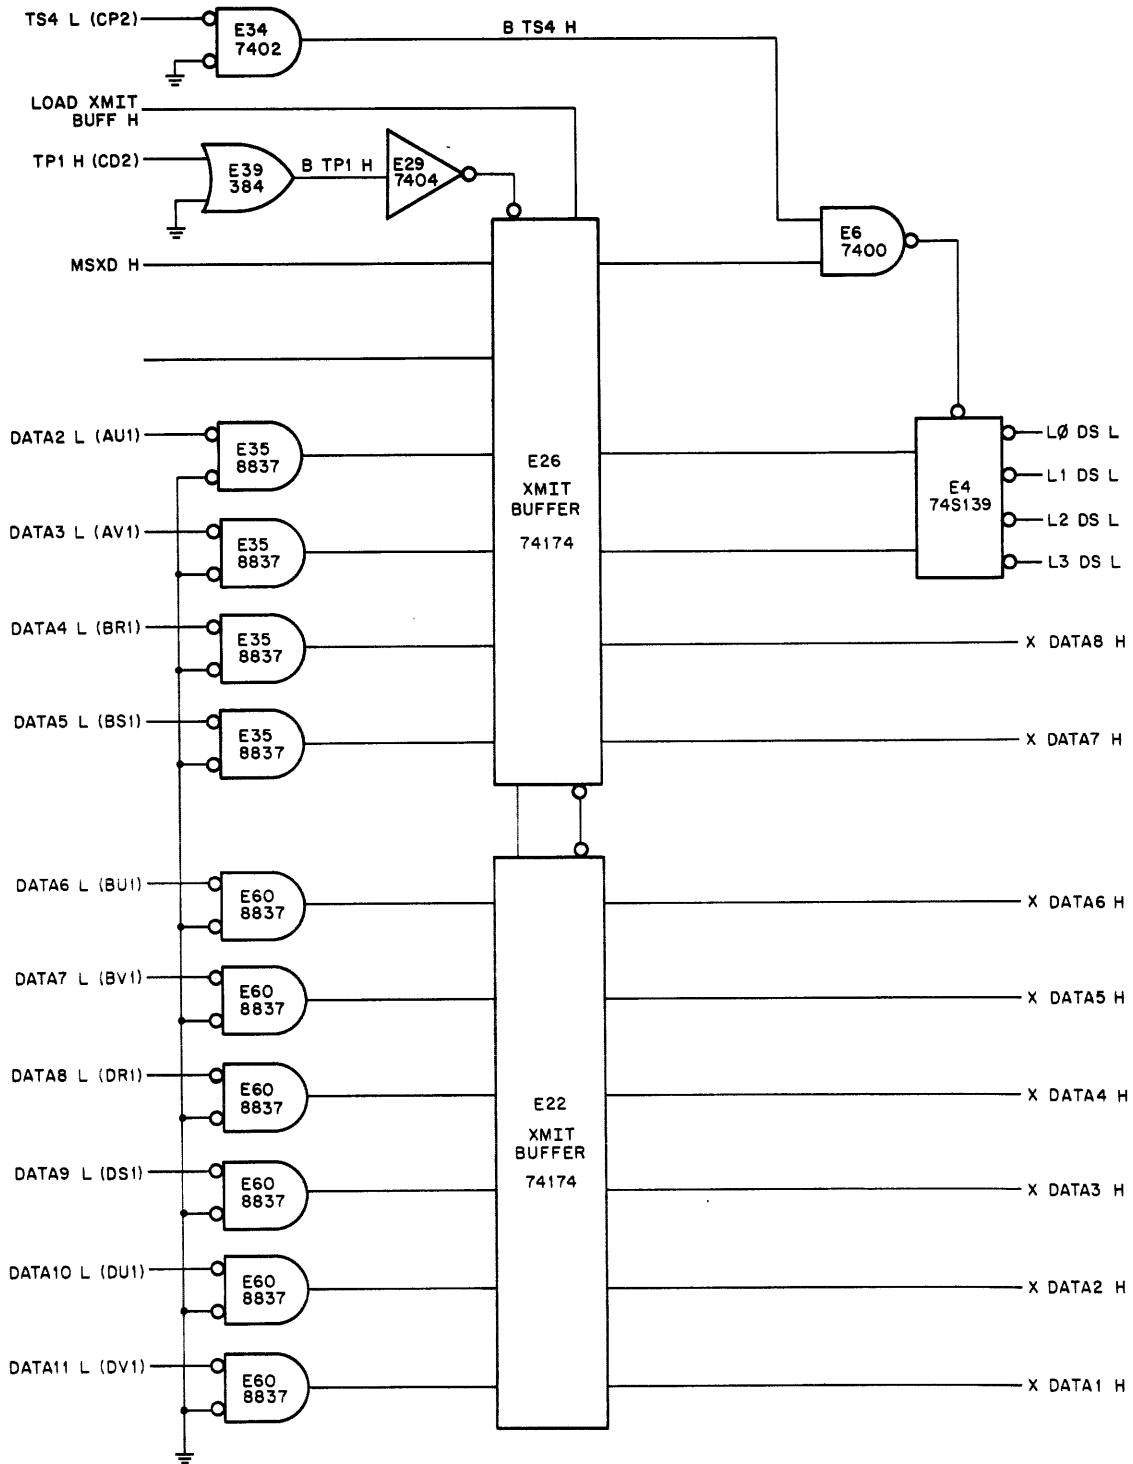 TS4 L (CP2)
E34
7402
B TS4 H
LOAD XMIT
BUFF H
TP1 H (CD2)
E39
384
B TP1 H
E29
7404
E6
7400
MSXD H
DATA2 L (AU1)
E35
8837
DATA3 L (AV1)
E35
8837
DATA4 L (BR1)
E35
8837
DATA5 L (BS1)
E35
8837
E26
XMIT
BUFFER
74174
E4
74S139
LØ DS L
L1 DS L
L2 DS L
L3 DS L
X DATA8 H
X DATA7 H
DATA6 L (BU1)
E60
8837
DATA7 L (BV1)
E60
8837
DATA8 L (DR1)
E60
8837
DATA9 L (DS1)
E60
8837
DATA10 L (DU1)
E60
8837
DATA11 L (DV1)
E60
8837
E22
XMIT
BUFFER
74174
X DATA6 H
X DATA5 H
X DATA4 H
X DATA3 H
X DATA2 H
X DATA1 H